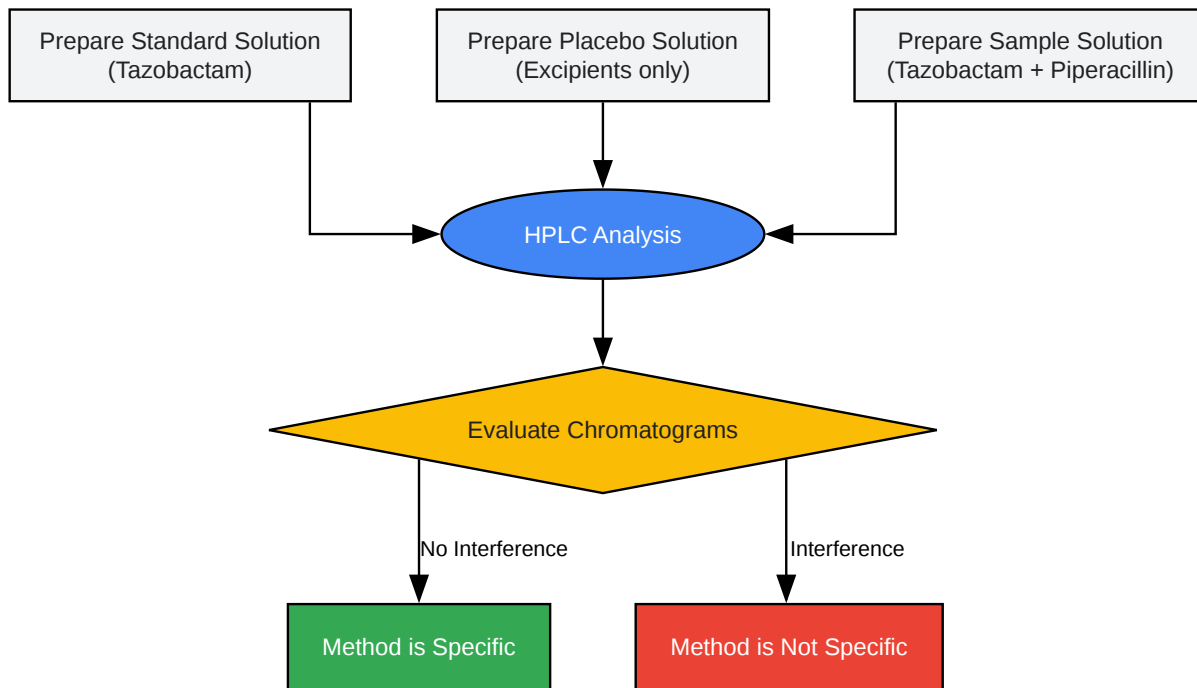 Prepare Standard Solution
(Tazobactam)
Prepare Placebo Solution
(Excipients only)
Prepare Sample Solution
(Tazobactam + Piperacillin)
HPLC Analysis
Evaluate Chromatograms
No Interference
Interference
Method is Specific
Method is Not Specific